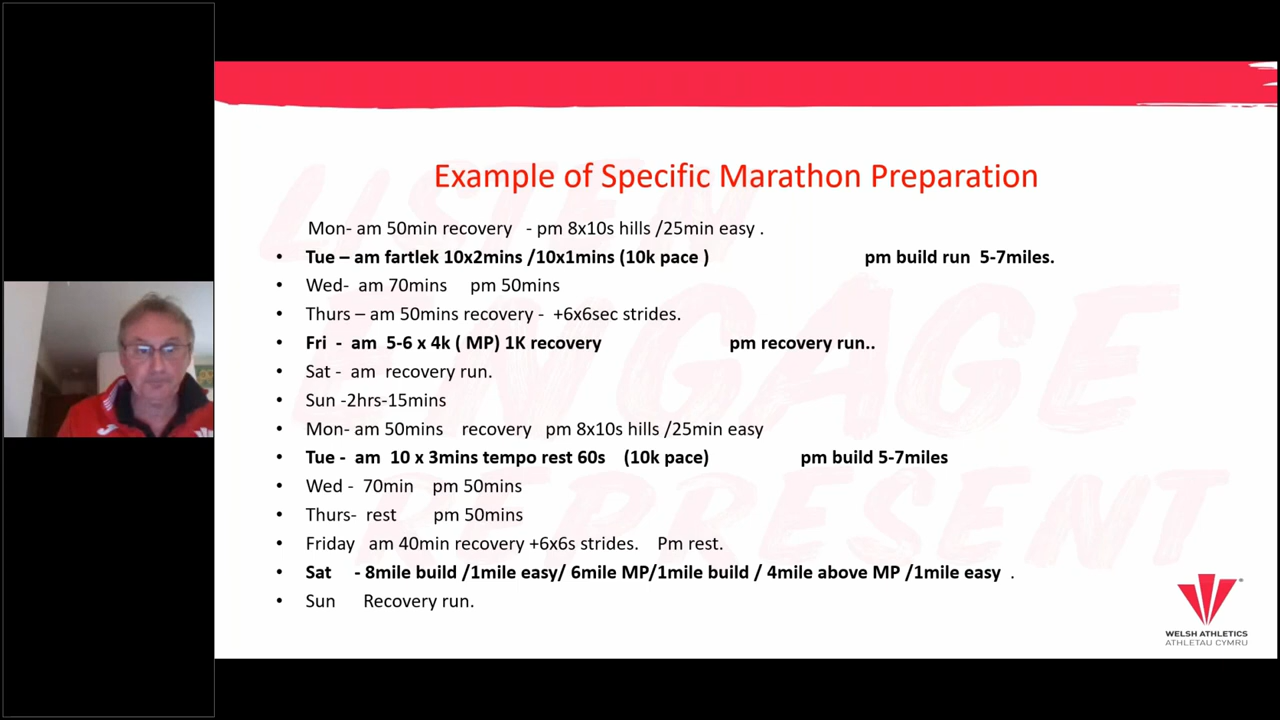 Example of Specific Marathon Preparation
Mon- am 50min recovery - pm 8x10s hills /25min easy .
• Tue – am fartlek 10x2mins /10x1mins (10k pace ) pm build run 5-7miles.
• Wed- am 70mins pm 50mins
• Thurs – am 50mins recovery - +6x6sec strides.
• Fri - am 5-6 x 4k ( MP) 1K recovery pm recovery run..
• Sat - am recovery run.
• Sun -2hrs-15mins
• Mon- am 50mins recovery pm 8x10s hills /25min easy
• Tue - am 10 x 3mins tempo rest 60s (10k pace) pm build 5-7miles
• Wed - 70min pm 50mins
• Thurs- rest pm 50mins
• Friday am 40min recovery +6x6s strides. Pm rest.
• Sat - 8mile build /1mile easy/ 6mile MP/1mile build / 4mile above MP /1mile easy .
• Sun Recovery run.
LISTEN
ENGAGE
REPRESENT
WELSH ATHLETICS
ATHLETAU CYMRU